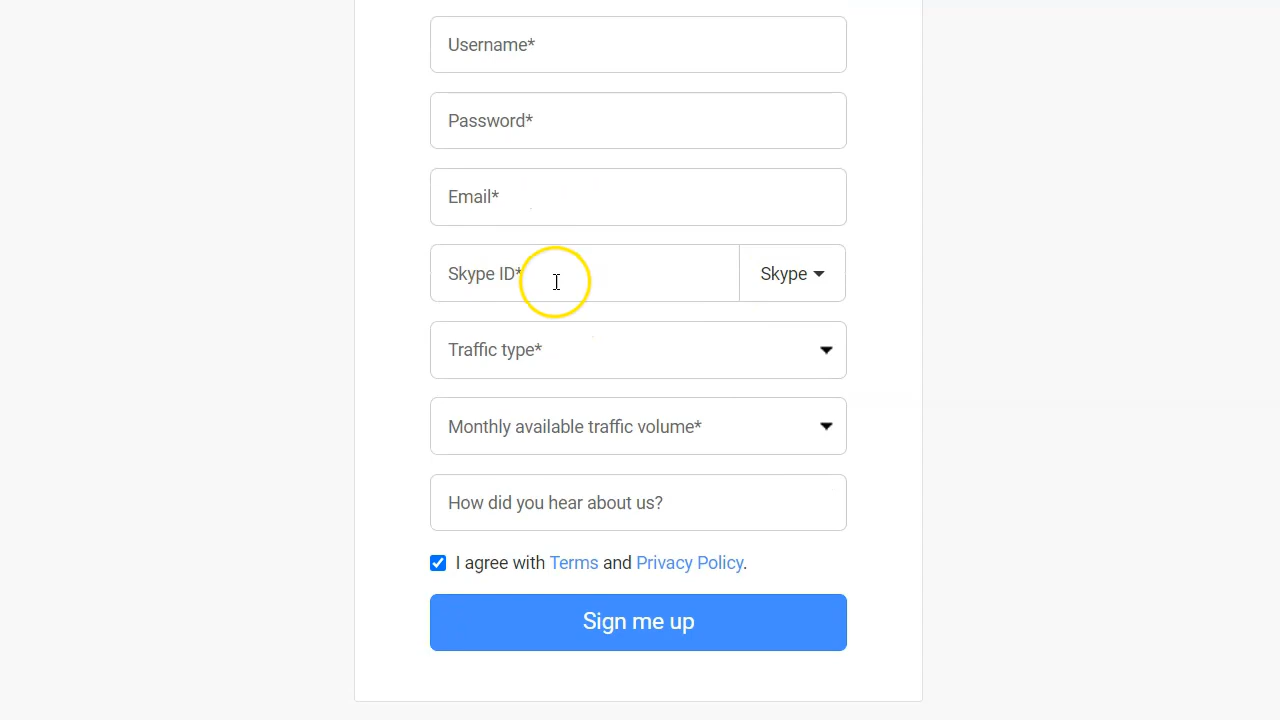 Username*
Password*
Email*
Skype ID*
Skype
Traffic type*
Monthly available traffic volume*
How did you hear about us?
I agree with Terms and Privacy Policy.
Sign me up